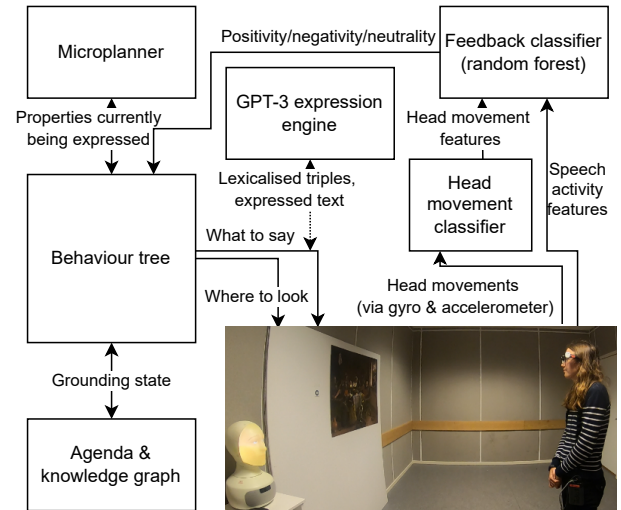 Microplanner
Positivity/negativity/neutrality
Feedback classifier
(random forest)
GPT-3 expression
engine
Properties currently
being expressed
Head movement
features
Lexicalised triples,
expressed text
Head
movement
classifier
Speech
activity
features
Behaviour tree
What to say
Where to look
Head movements
(via gyro & accelerometer)
Grounding state
Agenda &
knowledge graph